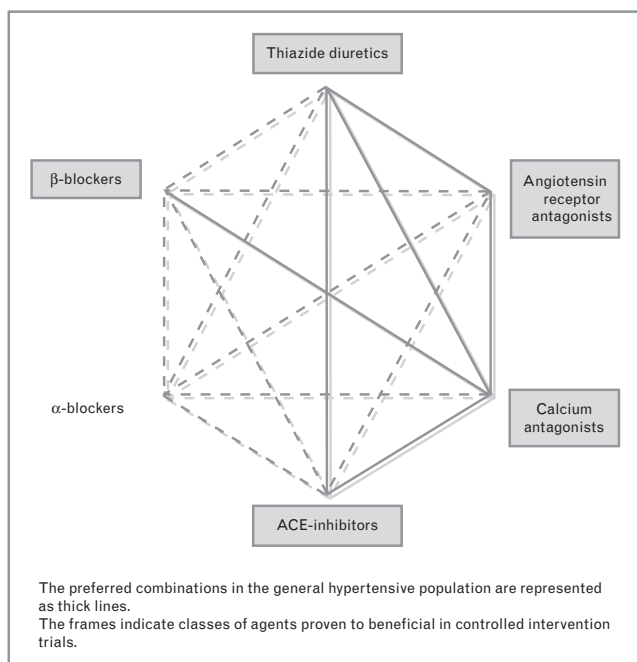 Thiazide diuretics
β-blockers
Angiotensin
receptor
antagonists
α-blockers
Calcium
antagonists
ACE-inhibitors
The preferred combinations in the general hypertensive population are represented
as thick lines.
The frames indicate classes of agents proven to beneficial in controlled intervention
trials.